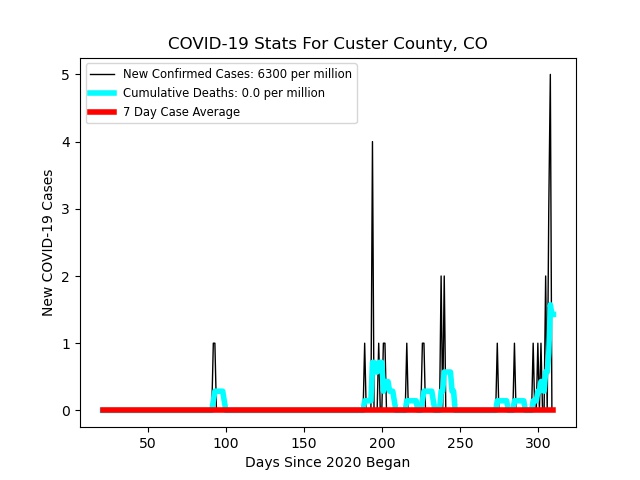 COVID-19 Stats For Custer County, CO
New Confirmed Cases: 6300 per million
Cumulative Deaths: 0.0 per million
7 Day Case Average
New COVID-19 Cases
5
4
3
2
1
0
50 100 150 200 250 300
Days Since 2020 Began